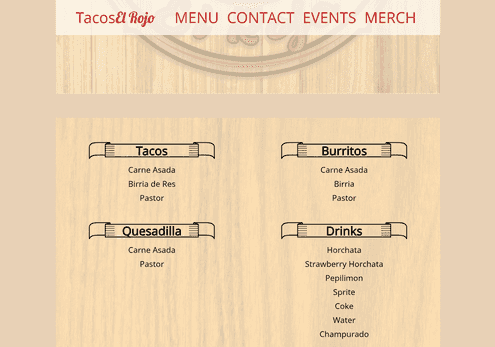 TacosEl Rojo MENU CONTACT EVENTS MERCH
Tacos
Carne Asada
Birria de Res
Pastor
Burritos
Carne Asada
Birria
Pastor
Quesadilla
Carne Asada
Pastor
Drinks
Horchata
Strawberry Horchata
Pepilimon
Sprite
Coke
Water
Champurado